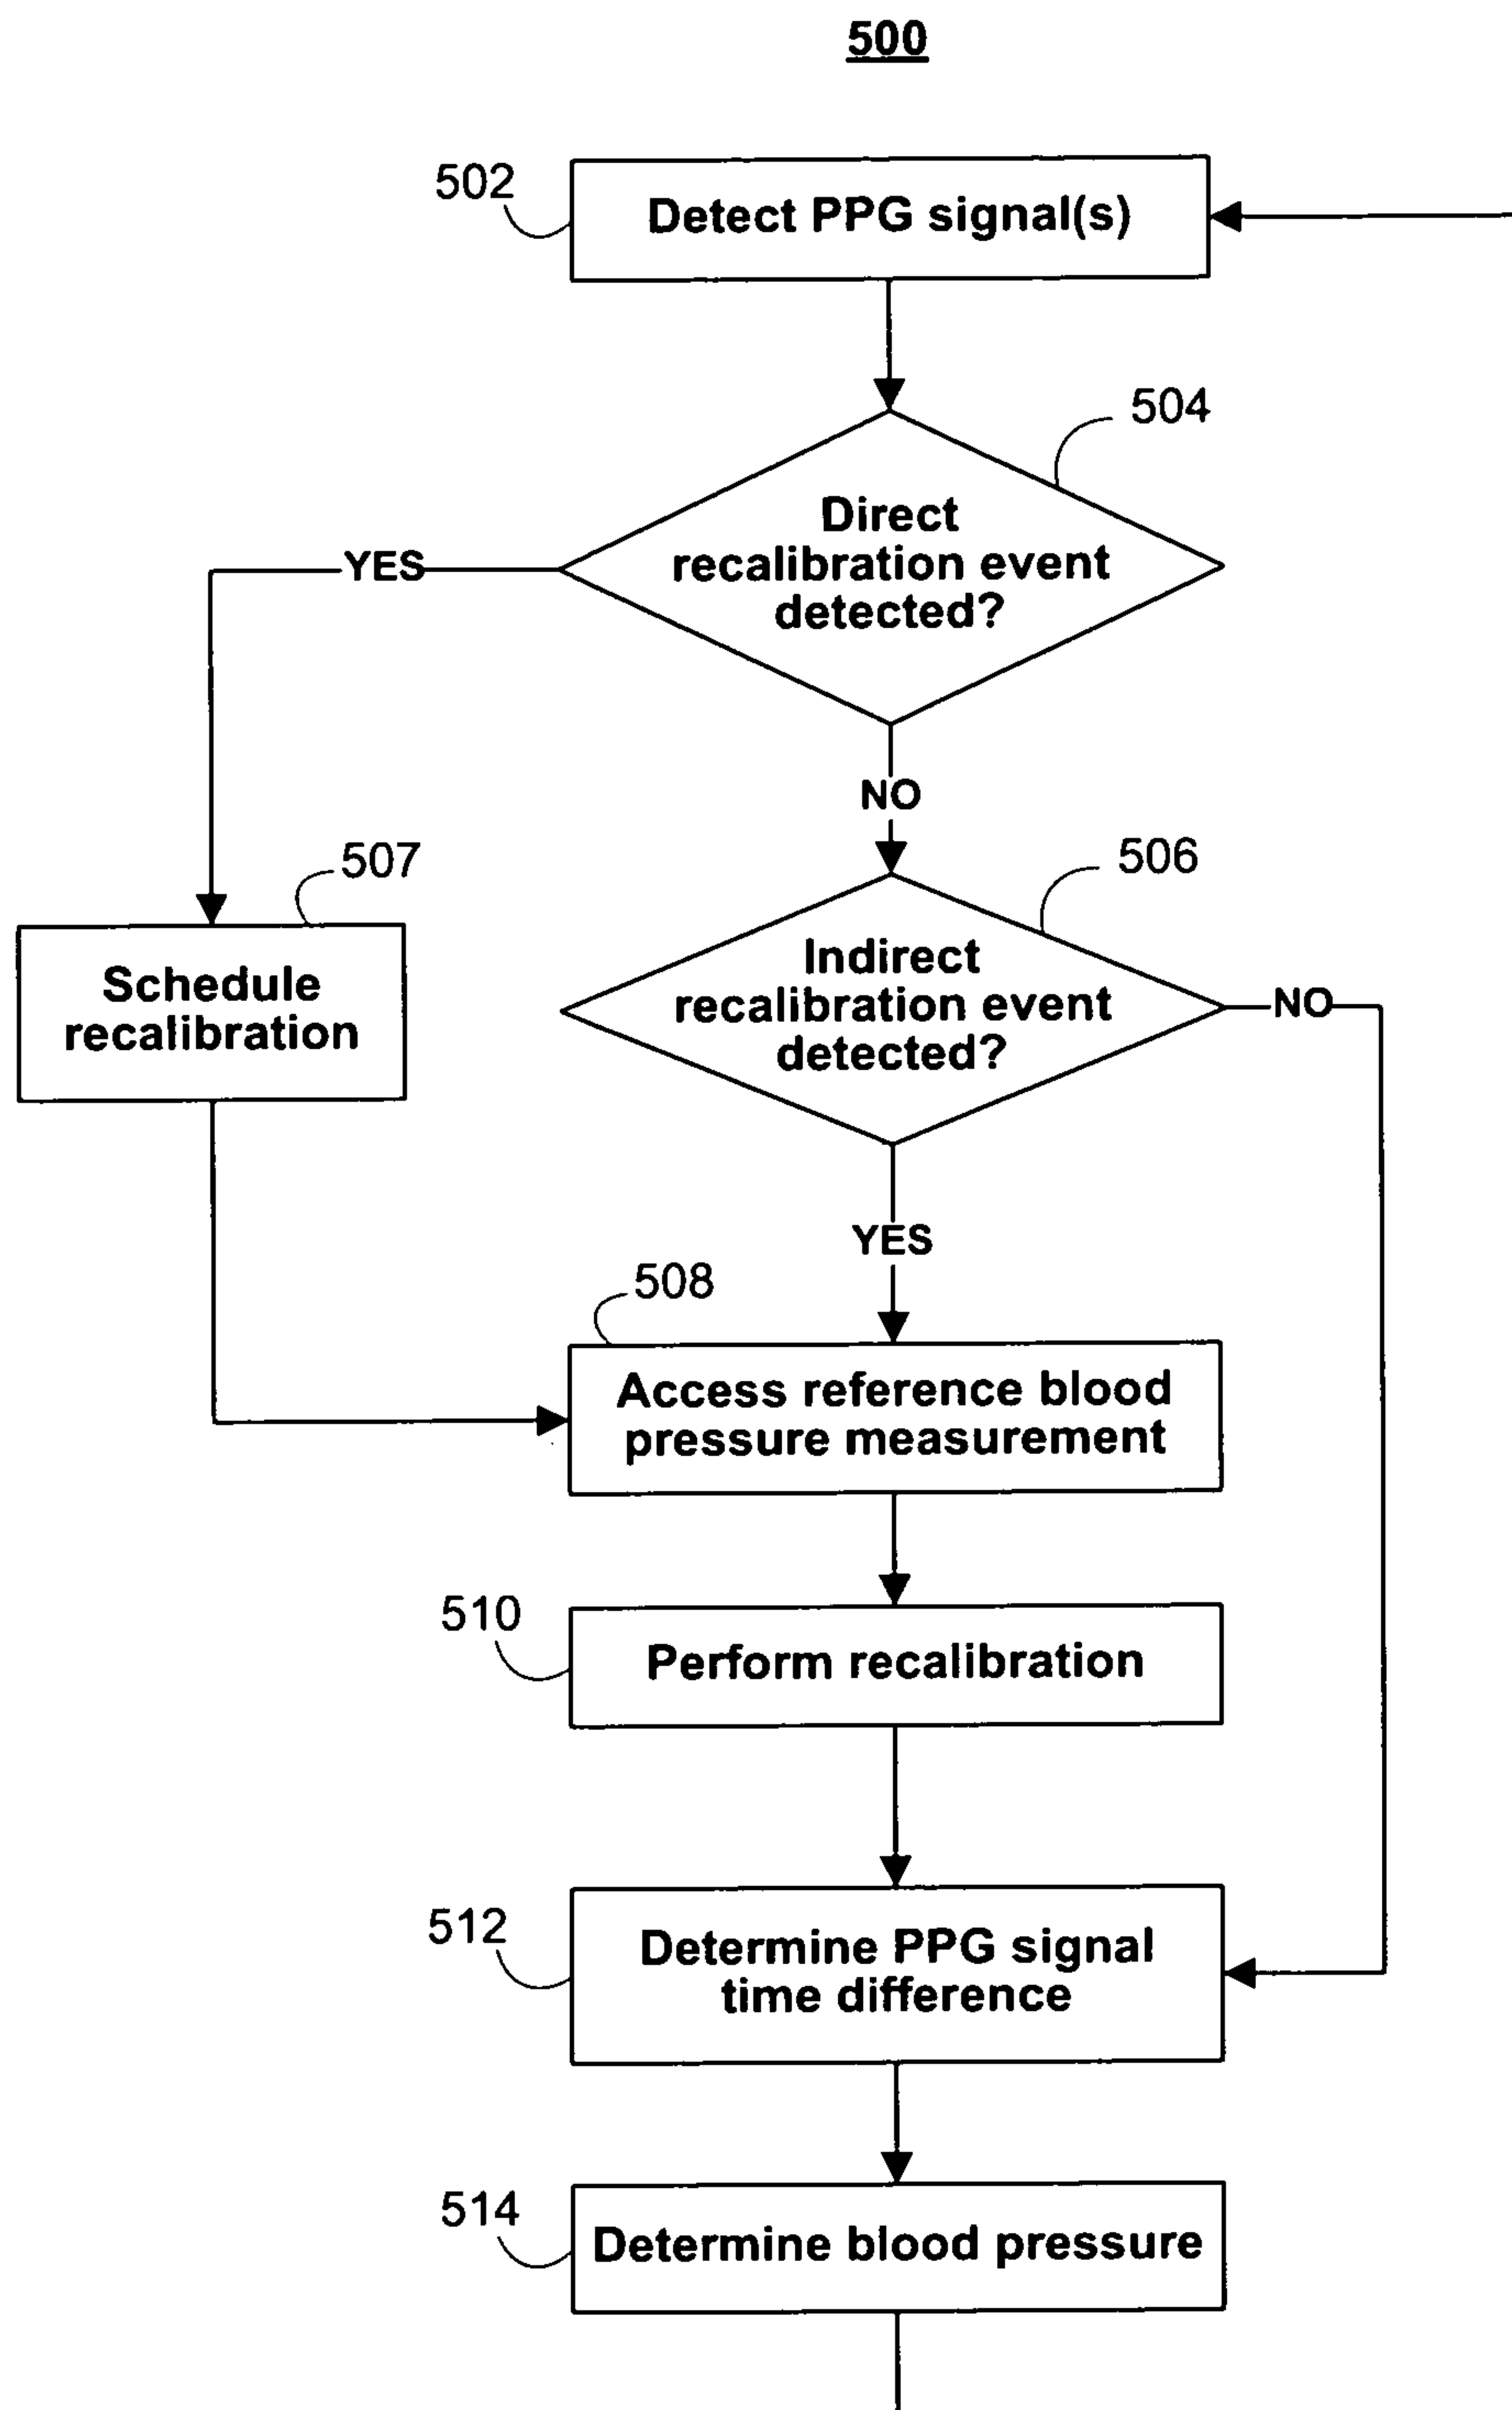 500
502
Detect PPG signal(s)
504
Direct
recalibration event
detected?
YES
NO
507
506
Schedule
recalibration
Indirect
recalibration event
detected?
NO
YES
508
Access reference blood
pressure measurement
510
Perform recalibration
512
Determine PPG signal
time difference
514
Determine blood pressure